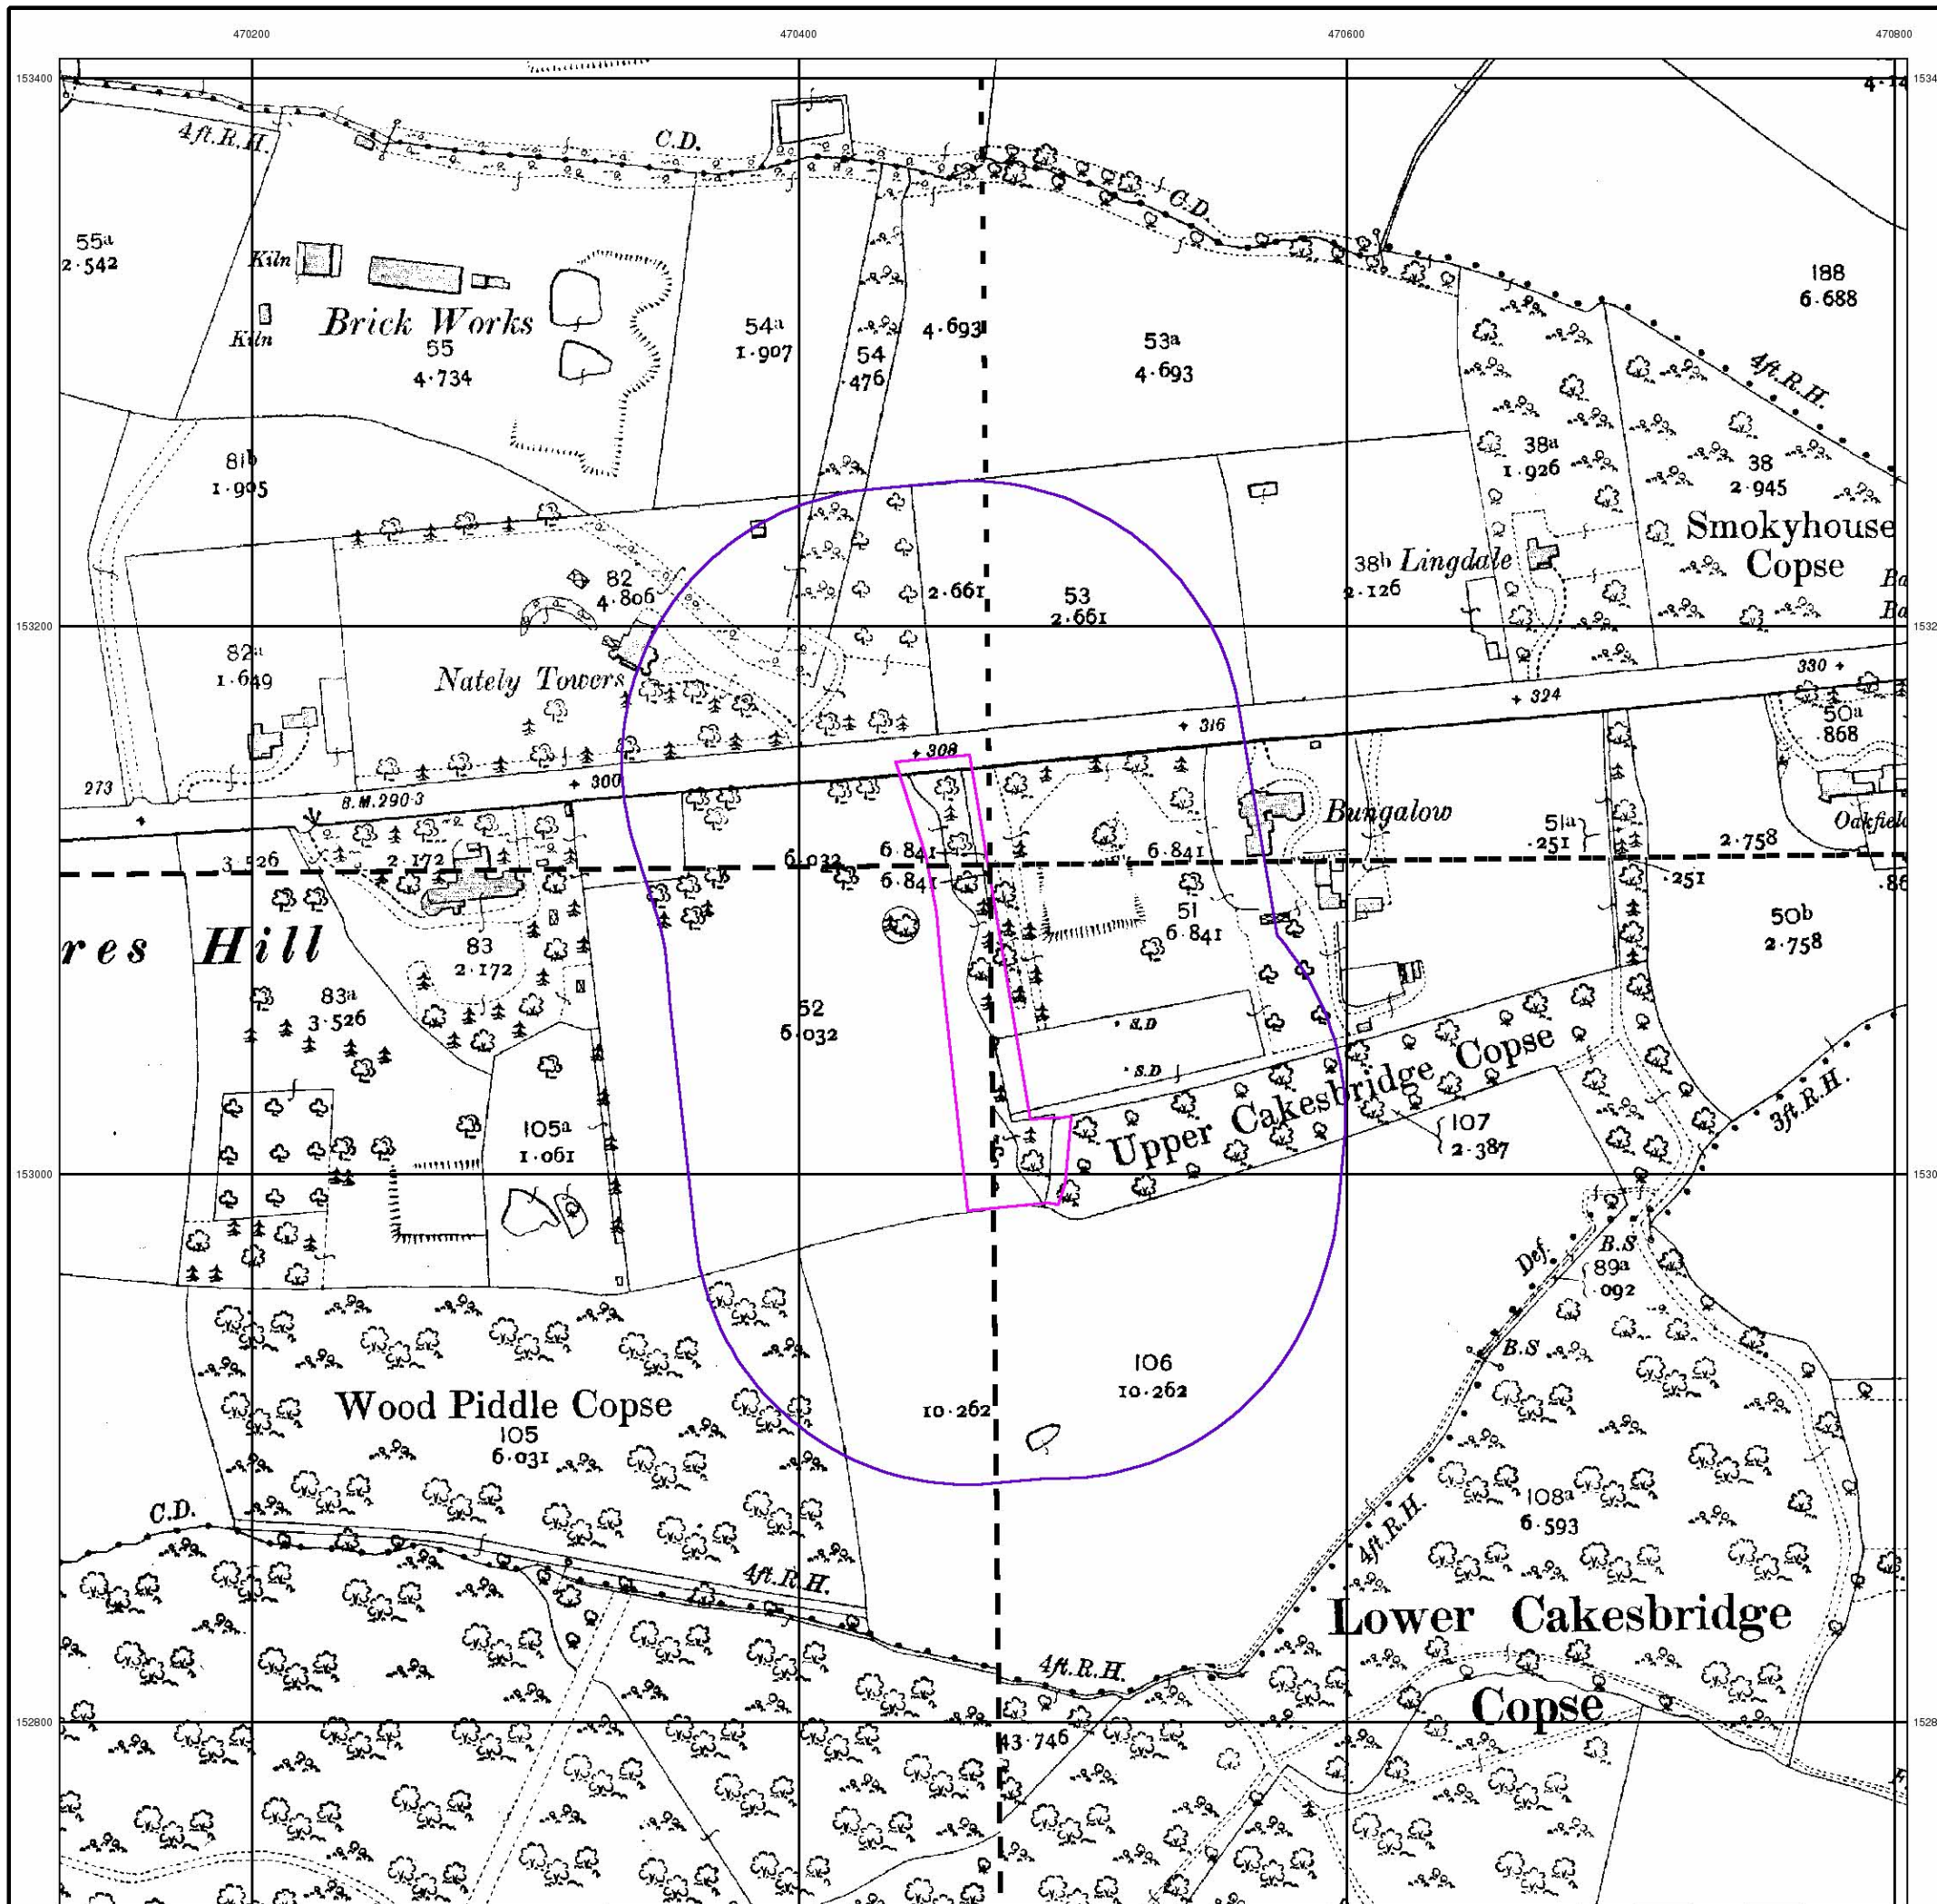 470200 470400 470600 470800
153400
4ft.R.H.
C.D.
C.D.
55a
2.542
Kiln
Kiln
Brick Works
55
4.734
54a
1.907
54
.476
4.693
53a
4.693
188
6.688
4ft.R.H.
38a
1.926
38
2.945
Smokyhouse
Copse
81b
1.905
82
4.806
2.661
53
2.661
38b
2.126
Lingdale
153200
82a
1.649
Nately Towers
330
324
316
308
300
273
B.M.290.3
50a
.868
Bungalow
Oakfield
51a
.251
2.758
3.526
2.172
6.032
6.841
6.841
6.841
.251
res Hill
83
2.172
83a
3.526
52
6.032
51
6.841
50b
2.758
S.D
S.D
Upper Cakesbridge Copse
105a
1.061
107
2.387
3ft.R.H.
153000
Def.
B.S
89a
.092
B.S
106
10.262
10.262
Wood Piddle Copse
105
6.031
C.D.
4ft.R.H.
4ft.R.H.
108a
6.593
Lower Cakesbridge
Copse
4ft.R.H.
152800
43.746